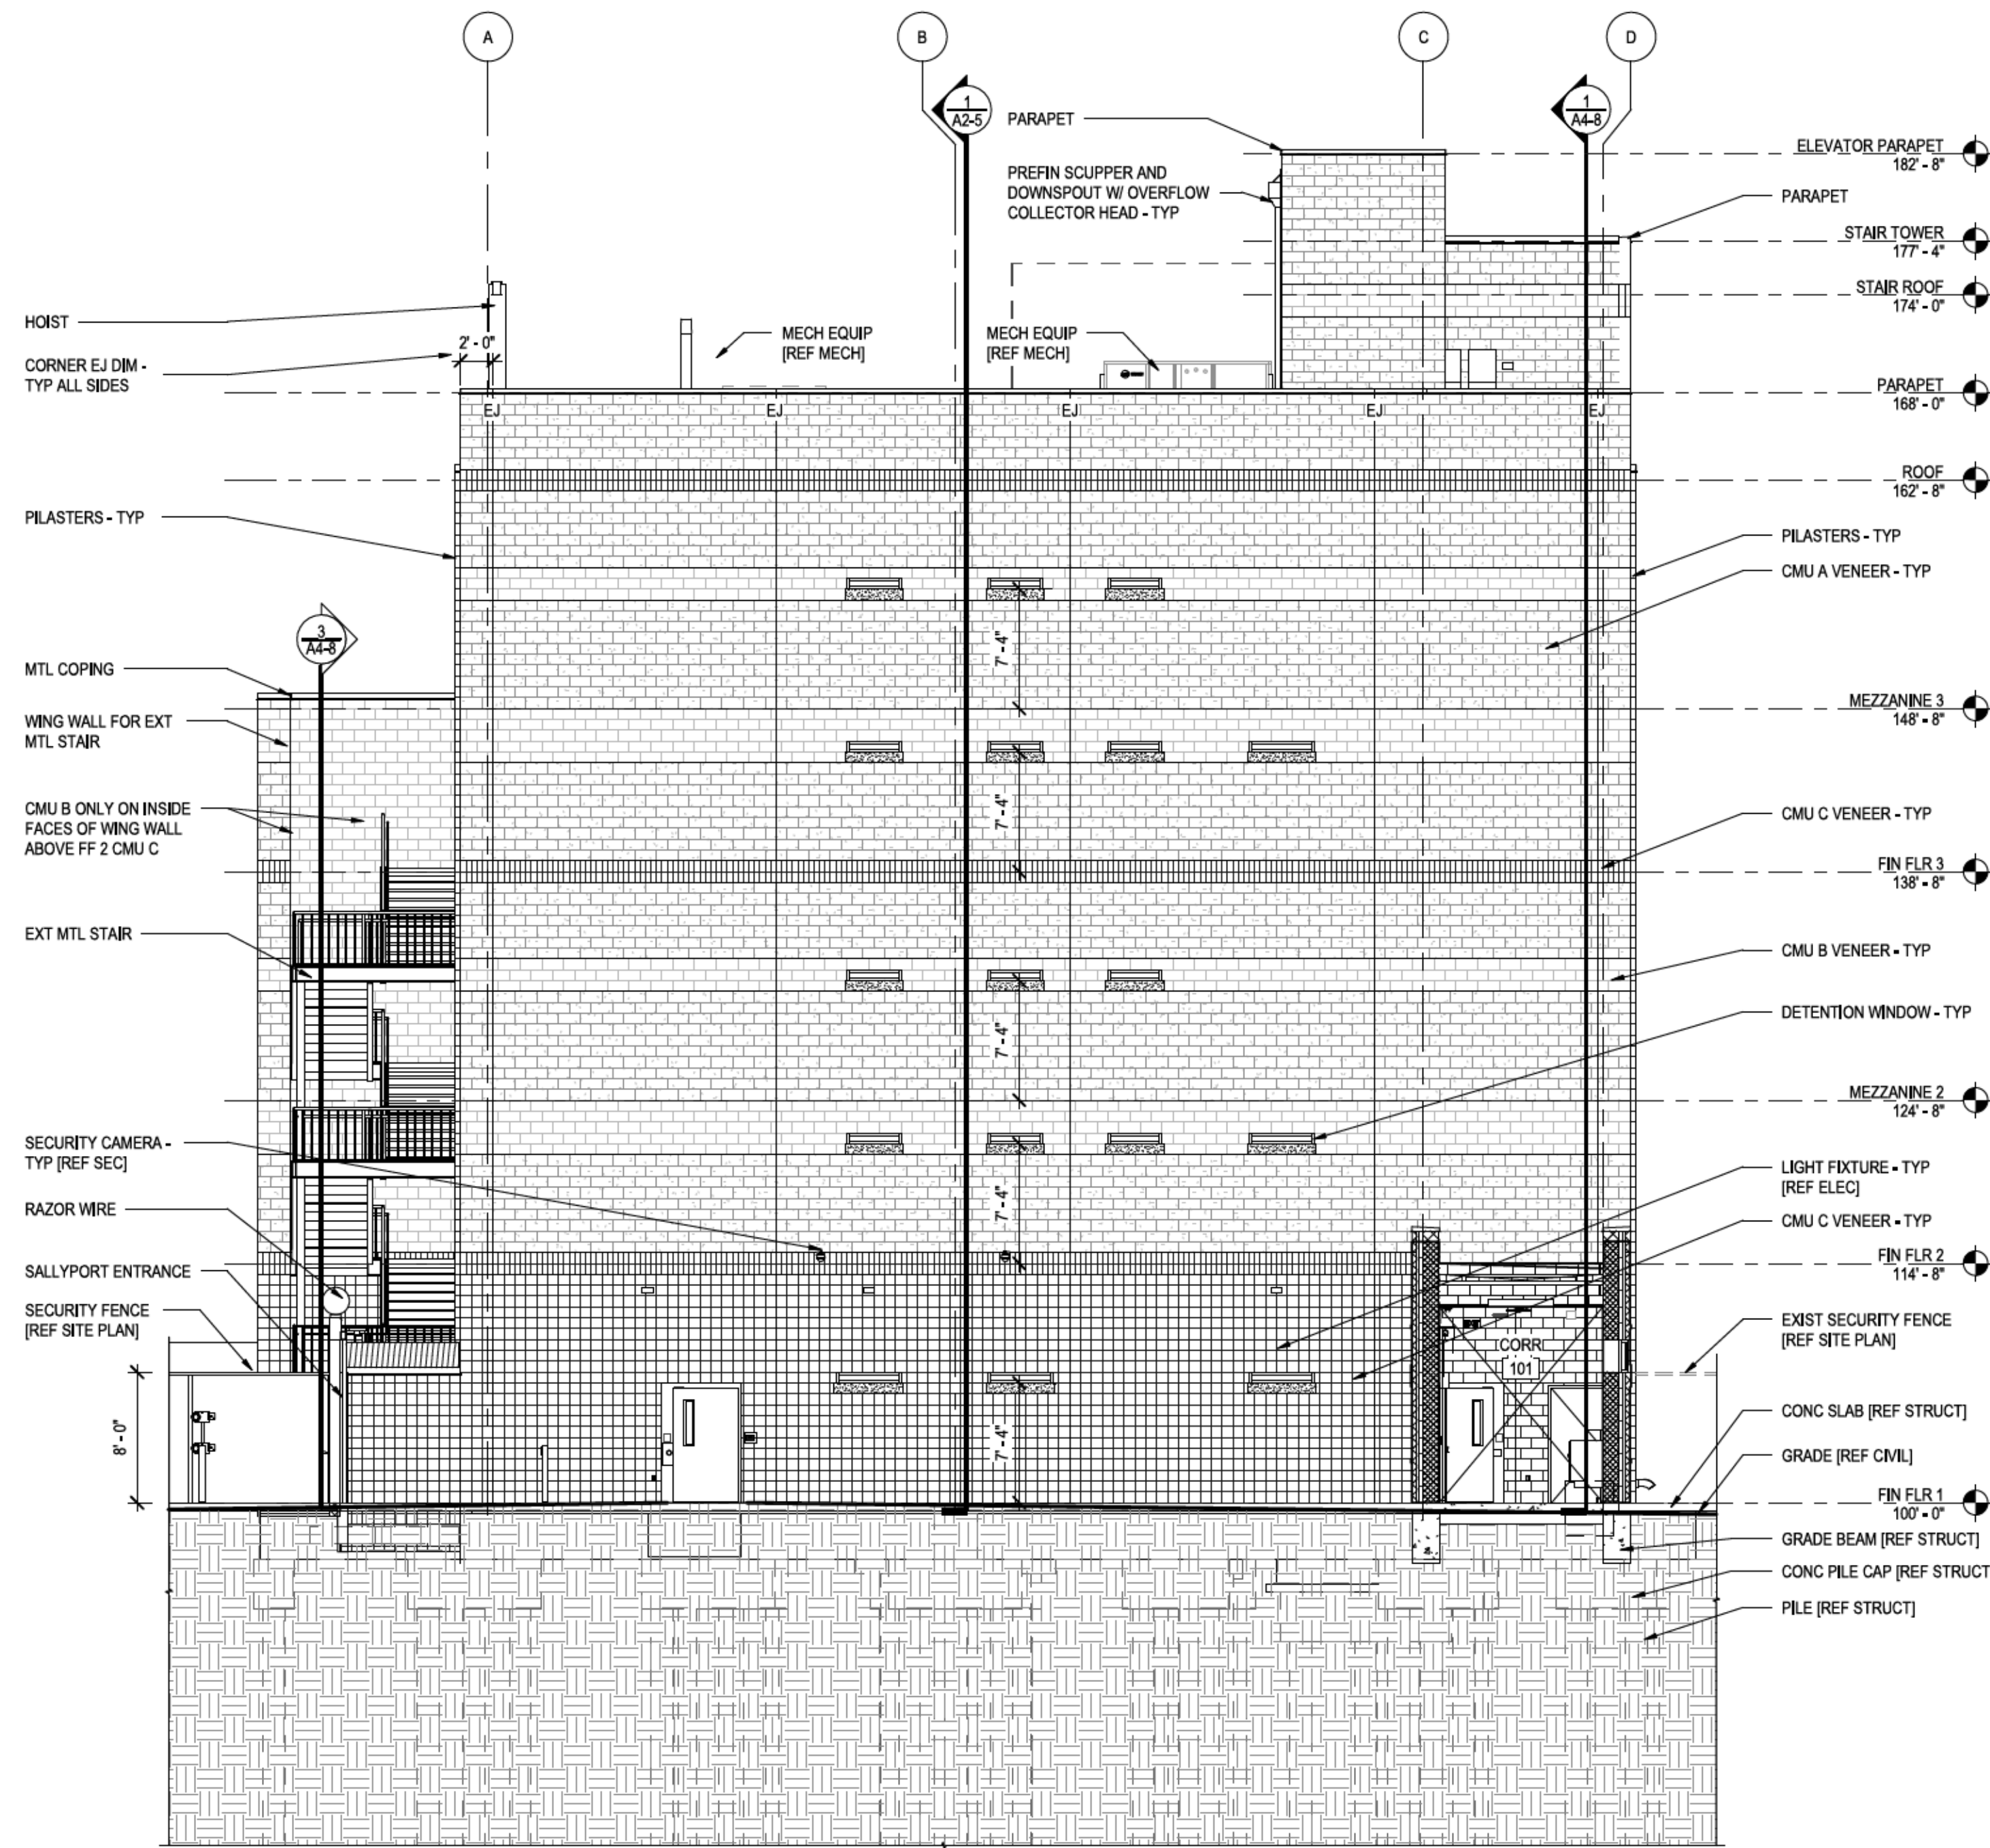 A
B
C
D
1
A2-5
1
A4-8
PARAPET
ELEVATOR PARAPET
182' - 8"
PREFIN SCUPPER AND
DOWNSPOUT W/ OVERFLOW
COLLECTOR HEAD - TYP
PARAPET
STAIR TOWER
177' - 4"
STAIR ROOF
174' - 0"
HOIST
2' - 0"
MECH EQUIP
[REF MECH]
MECH EQUIP
[REF MECH]
CORNER EJ DIM -
TYP ALL SIDES
PARAPET
168' - 0"
EJ
EJ
EJ
EJ
EJ
ROOF
162' - 8"
PILASTERS - TYP
PILASTERS - TYP
CMU A VENEER - TYP
3
A4-8
7' - 4"
MTL COPING
WING WALL FOR EXT
MTL STAIR
MEZZANINE 3
148' - 8"
CMU B ONLY ON INSIDE
FACES OF WING WALL
ABOVE FF 2 CMU C
7' - 4"
CMU C VENEER - TYP
FIN FLR 3
138' - 8"
EXT MTL STAIR
CMU B VENEER - TYP
DETENTION WINDOW - TYP
7' - 4"
MEZZANINE 2
124' - 8"
SECURITY CAMERA -
TYP [REF SEC]
LIGHT FIXTURE - TYP
[REF ELEC]
7' - 4"
RAZOR WIRE
CMU C VENEER - TYP
SALLYPORT ENTRANCE
FIN FLR 2
114' - 8"
SECURITY FENCE
[REF SITE PLAN]
EXIST SECURITY FENCE
[REF SITE PLAN]
CORR
101
8' - 0"
7' - 4"
CONC SLAB [REF STRUCT]
GRADE [REF CIVIL]
FIN FLR 1
100' - 0"
GRADE BEAM [REF STRUCT]
CONC PILE CAP [REF STRUCT
PILE [REF STRUCT]